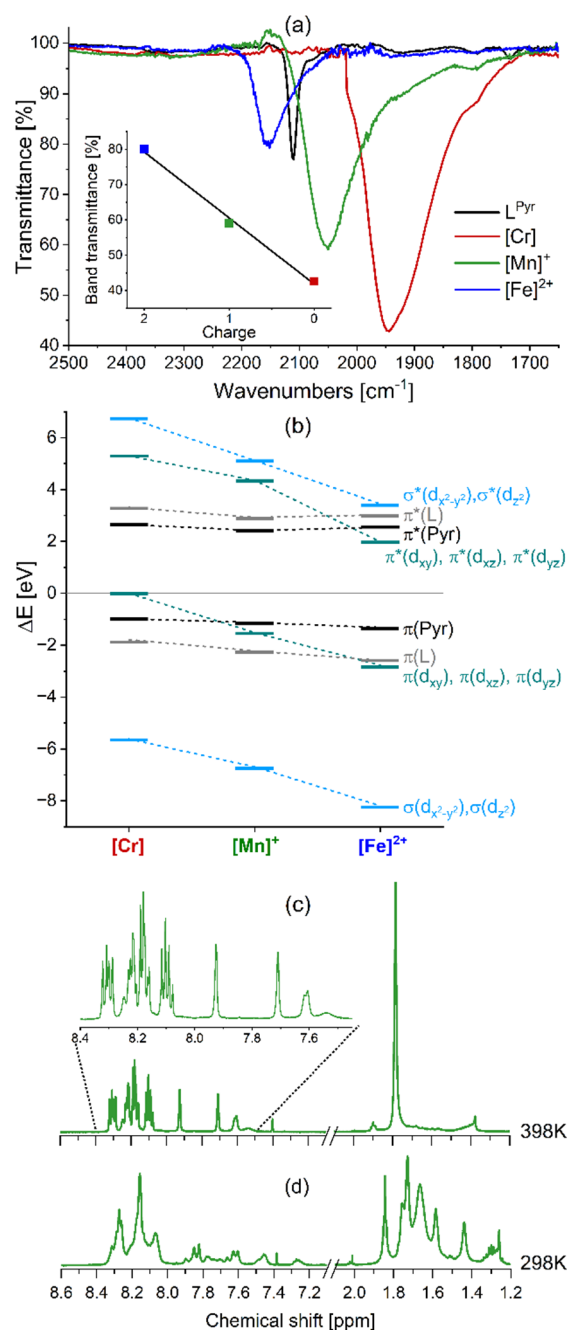 (a)
100
90
80
70
60
50
40
Transmittance [%]
Band transmittance [%]
80
70
60
50
40
2
1
0
Charge
L^Pyr
[Cr]
[Mn]⁺
[Fe]²⁺
2500
2400
2300
2200
2100
2000
1900
1800
1700
Wavenumbers [cm⁻¹]
(b)
6
4
2
0
−2
−4
−6
−8
ΔE [eV]
σ*(d_x²-y²),σ*(d_z²)
π*(L)
π*(Pyr)
π*(d_xy), π*(d_xz), π*(d_yz)
π(Pyr)
π(L)
π(d_xy), π(d_xz), π(d_yz)
σ(d_x²-y²),σ(d_z²)
[Cr]
[Mn]⁺
[Fe]²⁺
(c)
8.4
8.2
8.0
7.8
7.6
398K
(d)
298K
8.6
8.4
8.2
8.0
7.8
7.6
7.4
7.2
2.0
1.8
1.6
1.4
1.2
Chemical shift [ppm]